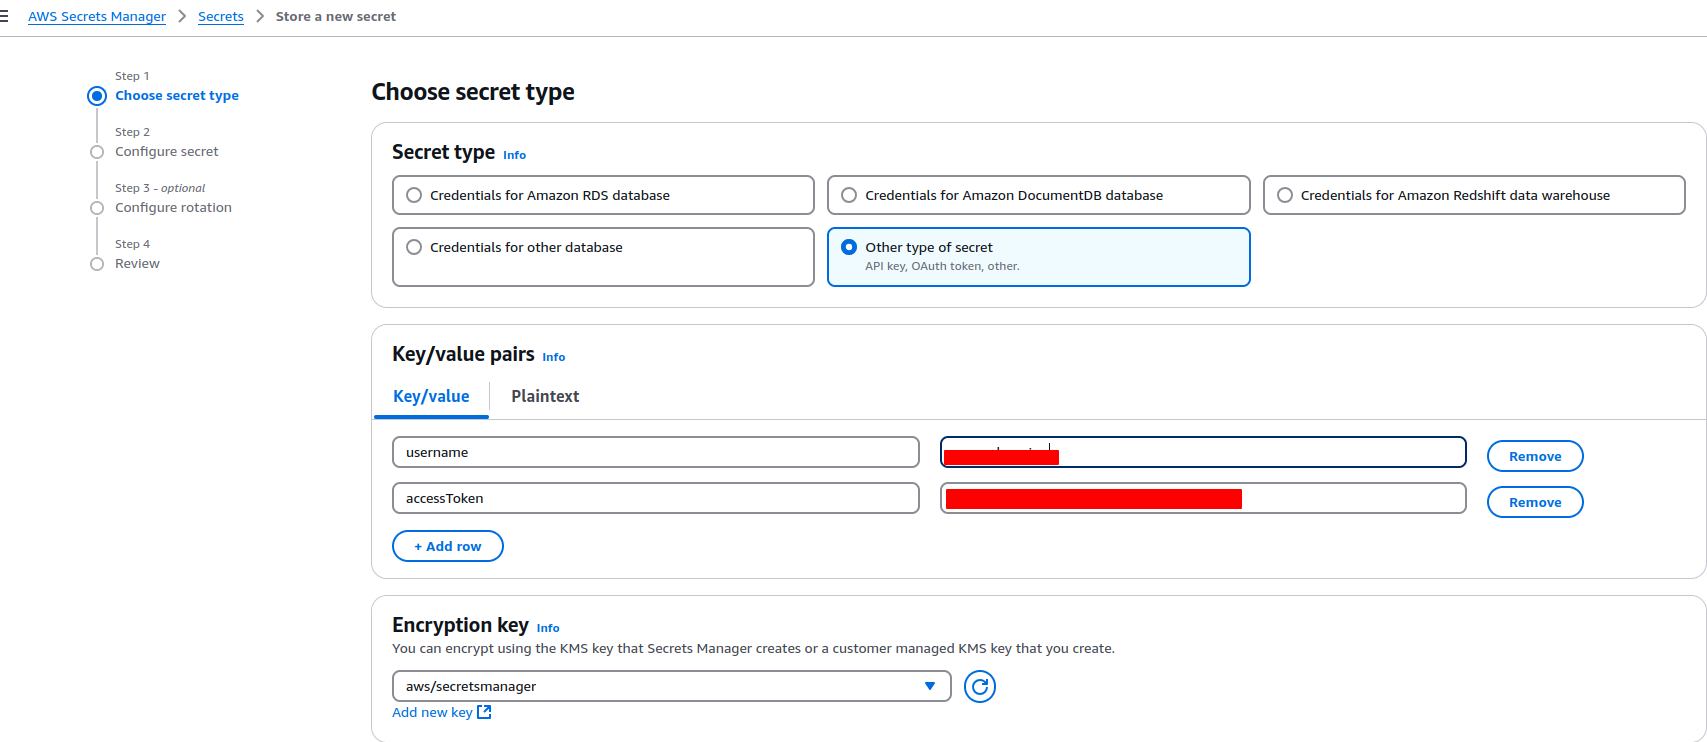 AWS Secrets Manager > Secrets > Store a new secret
Step 1
Choose secret type
Step 2
Configure secret
Step 3 - optional
Configure rotation
Step 4
Review
Choose secret type
Secret type Info
Credentials for Amazon RDS database
Credentials for Amazon DocumentDB database
Credentials for Amazon Redshift data warehouse
Credentials for other database
Other type of secret
API key, OAuth token, other.
Key/value pairs Info
Key/value
Plaintext
username
Remove
accessToken
Remove
+ Add row
Encryption key Info
You can encrypt using the KMS key that Secrets Manager creates or a customer managed KMS key that you create.
aws/secretsmanager
Add new key